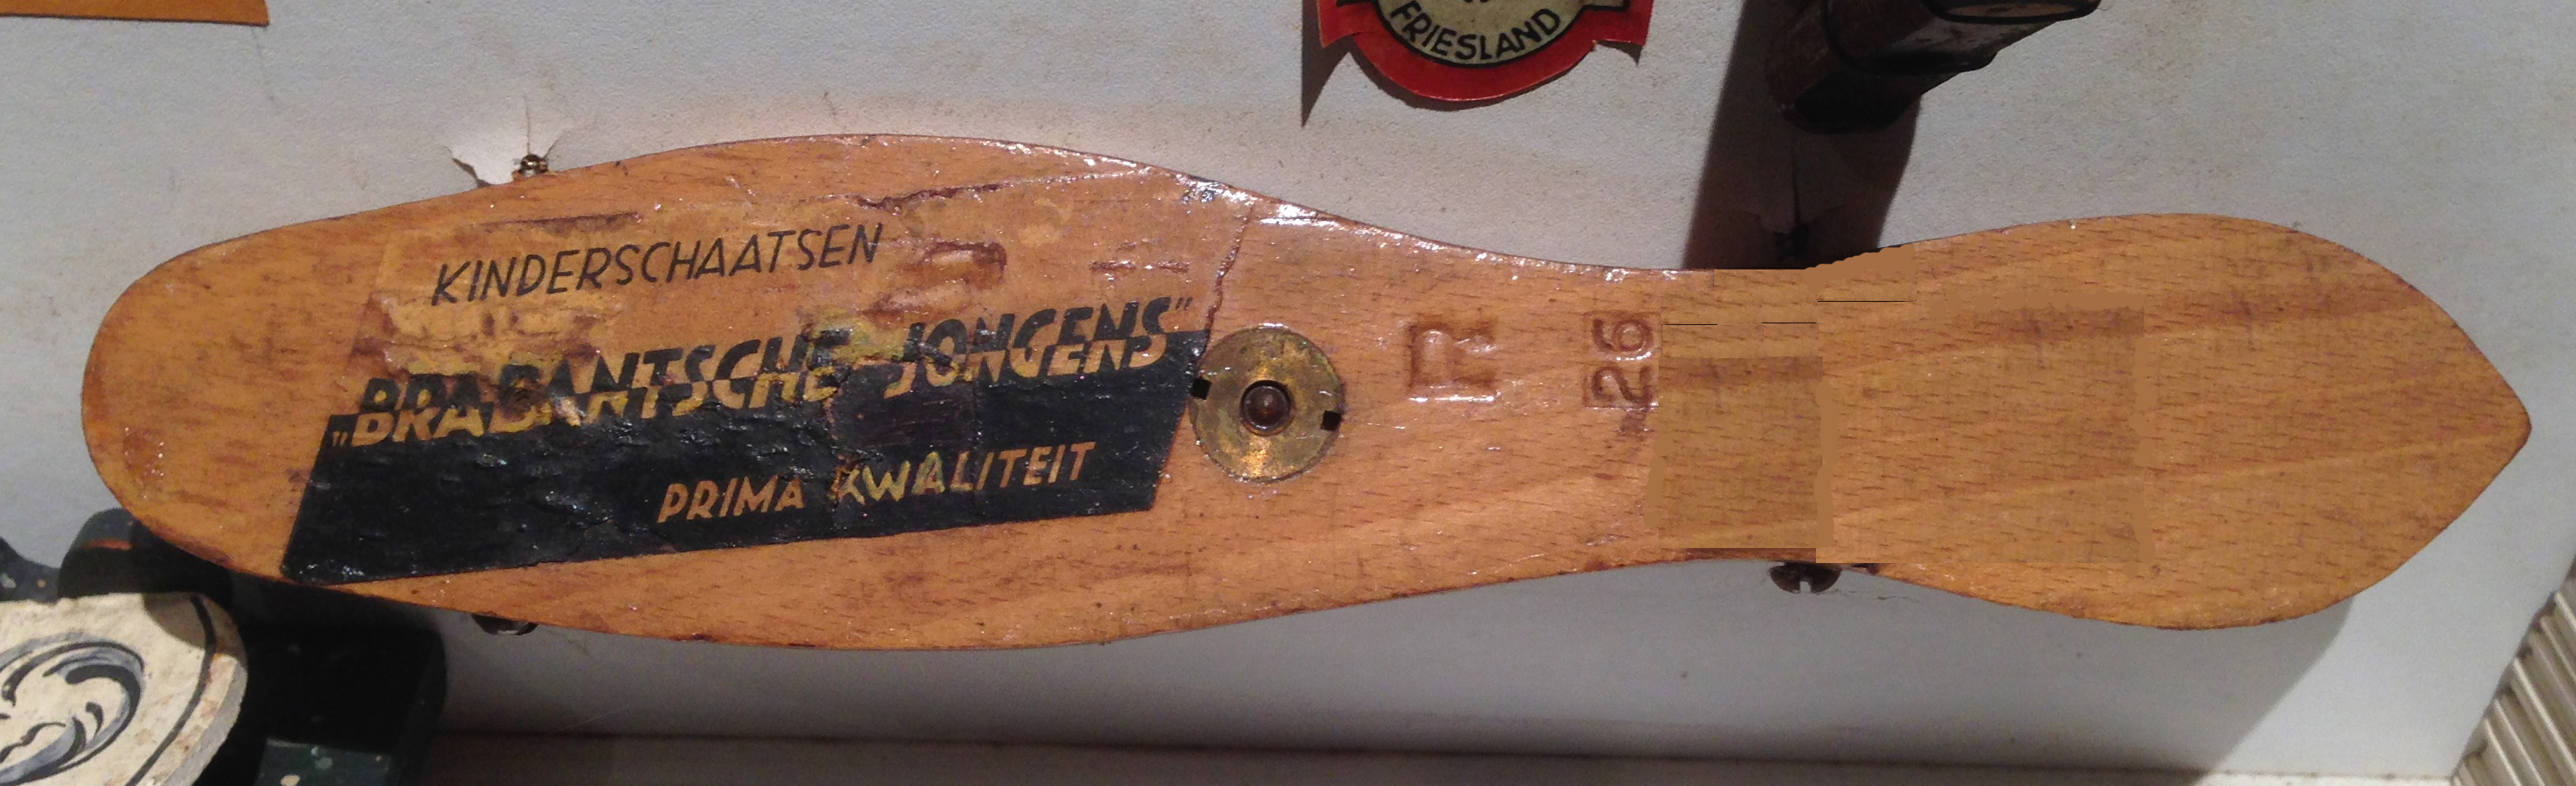 FRIESLAND
KINDERSCHAATSEN
„BRABANTSCHE JONGENS”
PRIMA KWALITEIT
R
26